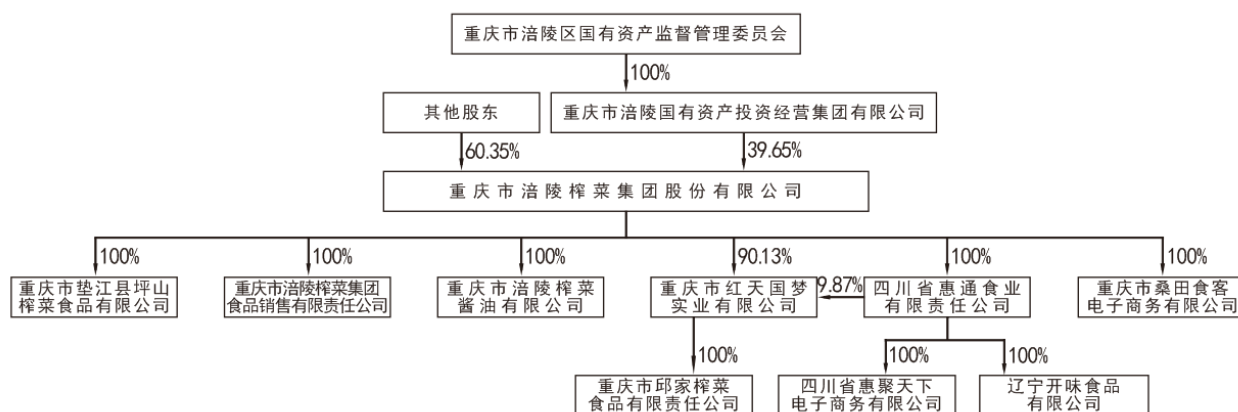 重庆市涪陵区国有资产监督管理委员会
100%
其他股东
重庆市涪陵国有资产投资经营集团有限公司
60.35%
39.65%
重庆市涪陵榨菜集团股份有限公司
100%
100%
100%
90.13%
100%
100%
重庆市垫江县坪山
榨菜食品有限公司
重庆市涪陵榨菜集团
食品销售有限责任公司
重庆市涪陵榨菜
酱油有限公司
重庆市红天国梦
实业有限公司
9.87%
四川省惠通食业
有限责任公司
重庆市桑田食客
电子商务有限公司
100%
100%
100%
重庆市邱家榨菜
食品有限责任公司
四川省惠聚天下
电子商务有限公司
辽宁开味食品
有限公司